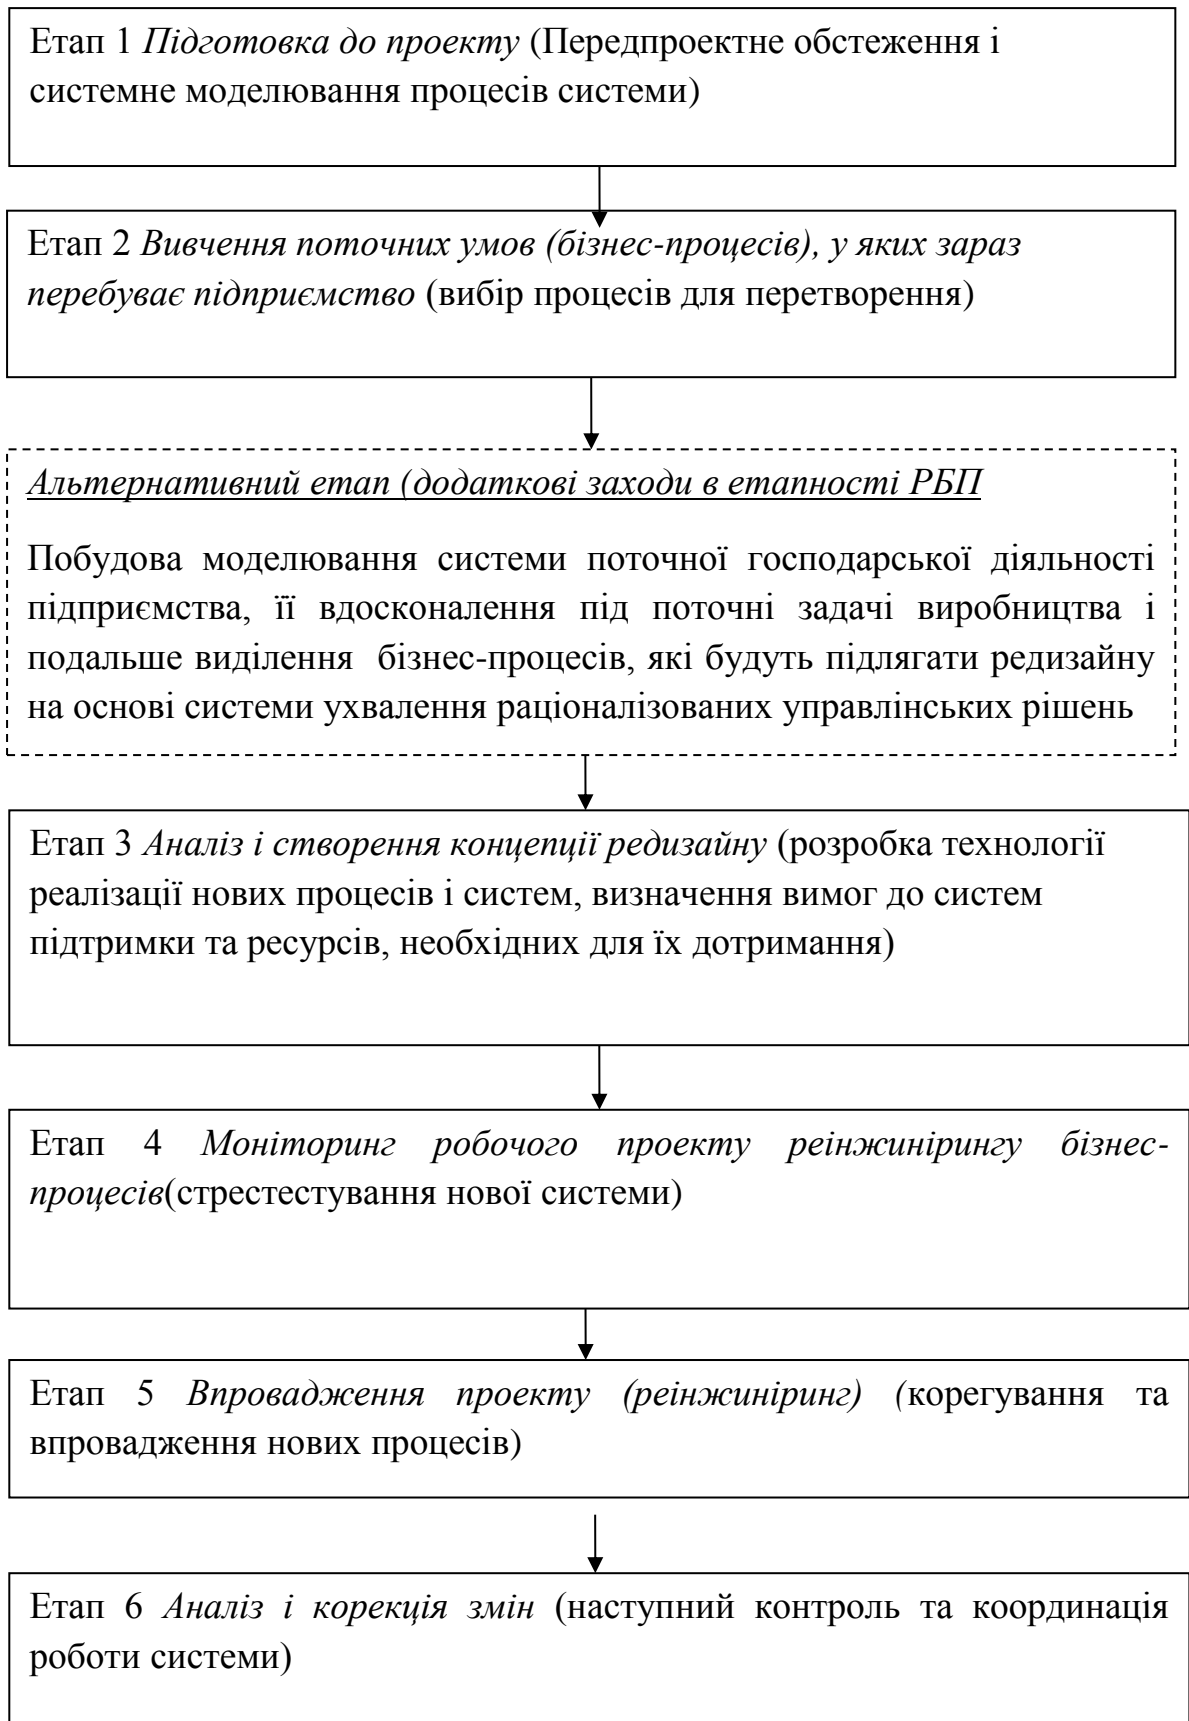 Етап 1 Підготовка до проекту (Передпроектне обстеження і
системне моделювання процесів системи)
Етап 2 Вивчення поточних умов (бізнес-процесів), у яких зараз
перебуває підприємство (вибір процесів для перетворення)
Альтернативний етап (додаткові заходи в етапності РБП
Побудова моделювання системи поточної господарської діяльності
підприємства, її вдосконалення під поточні задачі виробництва і
подальше виділення бізнес-процесів, які будуть підлягати редизайну
на основі системи ухвалення раціоналізованих управлінських рішень
Етап 3 Аналіз і створення концепції редизайну (розробка технології
реалізації нових процесів і систем, визначення вимог до систем
підтримки та ресурсів, необхідних для їх дотримання)
Етап 4 Моніторинг робочого проекту реінжинірингу бізнес-
процесів(стрестестування нової системи)
Етап 5 Впровадження проекту (реінжиніринг) (корегування та
впровадження нових процесів)
Етап 6 Аналіз і корекція змін (наступний контроль та координація
роботи системи)